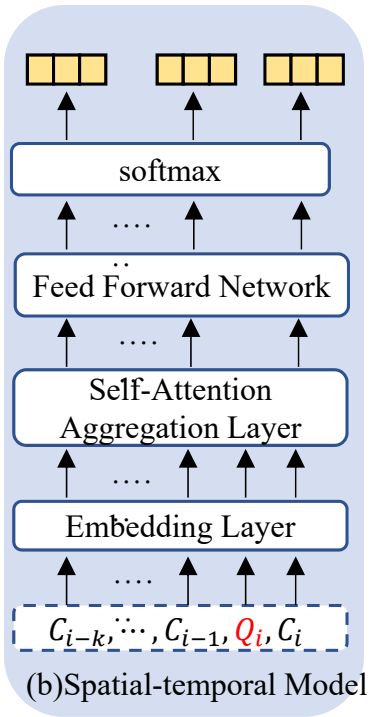 softmax
....
..
Feed Forward Network
....
Self-Attention
Aggregation Layer
....
Embedding Layer
....
C_{i-k}, ⋯, C_{i-1}, Q_i, C_i
(b)Spatial-temporal Model